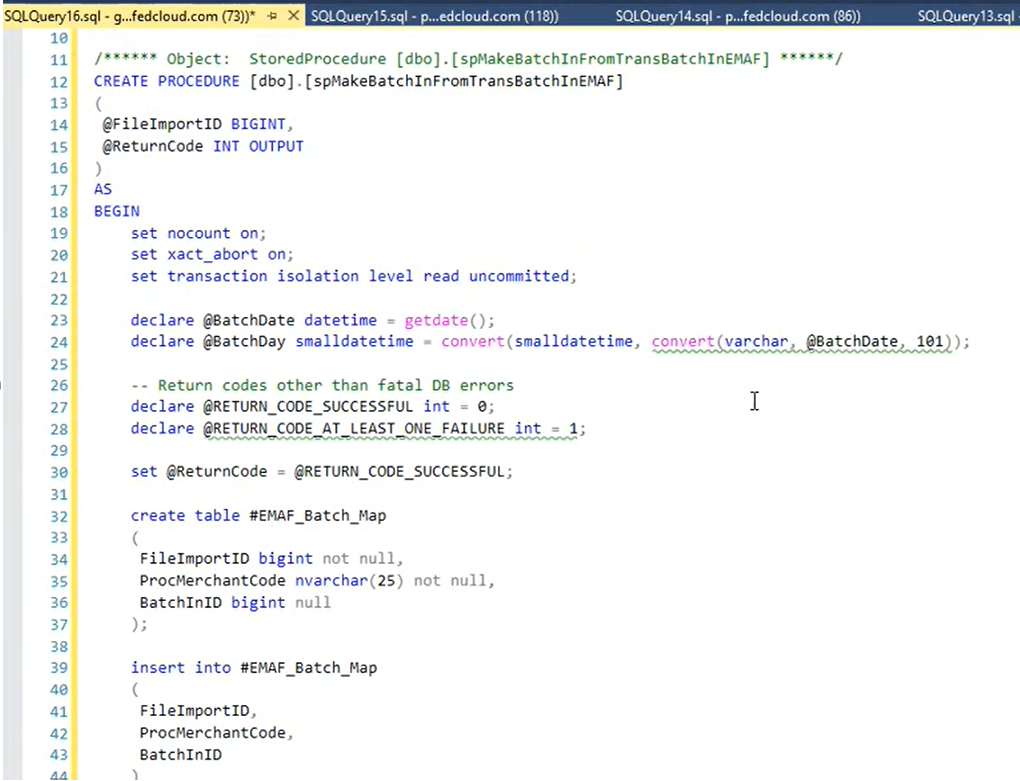 SQLQuery16.sql - g...fedcloud.com (73))* SQLQuery15.sql - p...edcloud.com (118)) SQLQuery14.sql - p...fedcloud.com (86)) SQLQuery13.sql
10
11 /****** Object:  StoredProcedure [dbo].[spMakeBatchInFromTransBatchInEMAF] ******/
12 CREATE PROCEDURE [dbo].[spMakeBatchInFromTransBatchInEMAF]
13 (
14 @FileImportID BIGINT,
15 @ReturnCode INT OUTPUT
16 )
17 AS
18 BEGIN
19 set nocount on;
20 set xact_abort on;
21 set transaction isolation level read uncommitted;
22
23 declare @BatchDate datetime = getdate();
24 declare @BatchDay smalldatetime = convert(smalldatetime, convert(varchar, @BatchDate, 101));
25
26 -- Return codes other than fatal DB errors
27 declare @RETURN_CODE_SUCCESSFUL int = 0;
28 declare @RETURN_CODE_AT_LEAST_ONE_FAILURE int = 1;
29
30 set @ReturnCode = @RETURN_CODE_SUCCESSFUL;
31
32 create table #EMAF_Batch_Map
33 (
34 FileImportID bigint not null,
35 ProcMerchantCode nvarchar(25) not null,
36 BatchInID bigint null
37 );
38
39 insert into #EMAF_Batch_Map
40 (
41 FileImportID,
42 ProcMerchantCode,
43 BatchInID
44 )